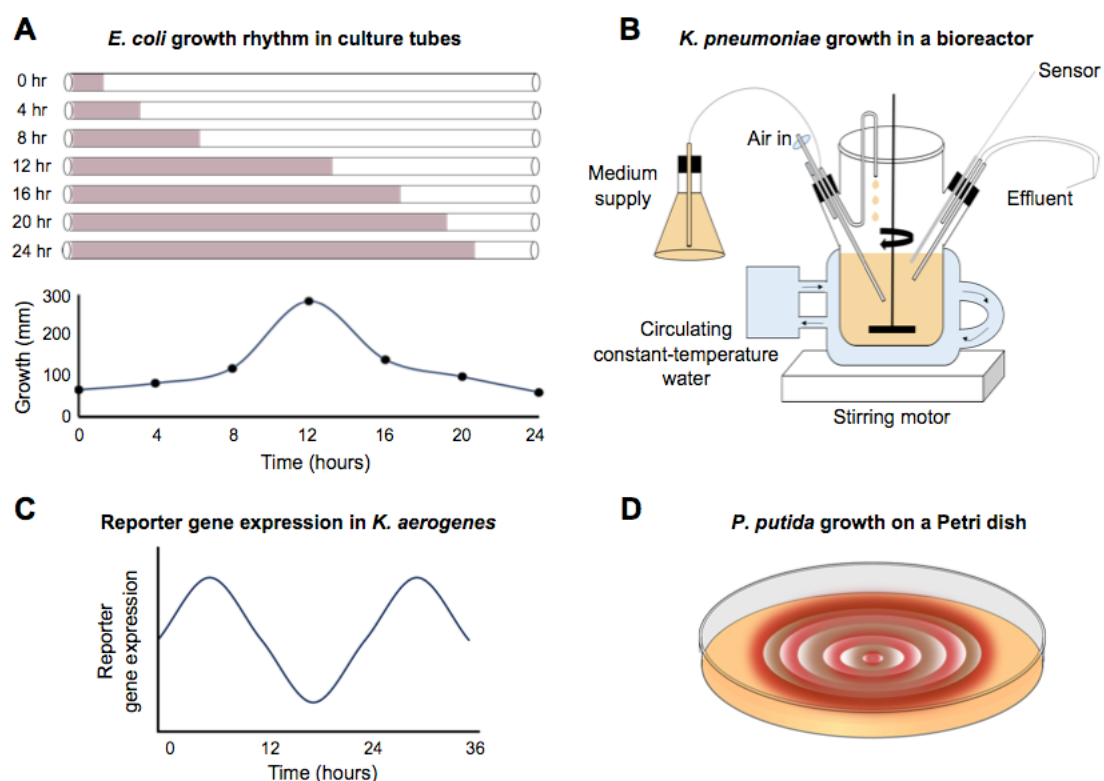 A
E. coli growth rhythm in culture tubes
0 hr
4 hr
8 hr
12 hr
16 hr
20 hr
24 hr
300
200
100
0
Growth (mm)
0 4 8 12 16 20 24
Time (hours)
B
K. pneumoniae growth in a bioreactor
Sensor
Air in
Medium
supply
Effluent
Circulating
constant-temperature
water
Stirring motor
C
Reporter gene expression in K. aerogenes
Reporter
gene expression
0 12 24 36
Time (hours)
D
P. putida growth on a Petri dish